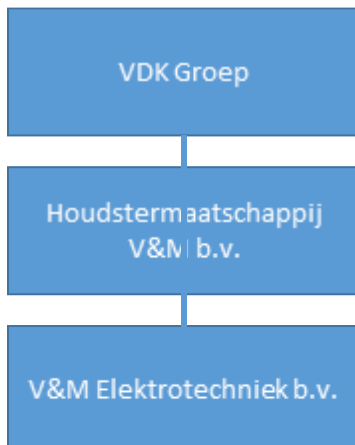 VDK Groep
Houdstermaatschappij
V&M b.v.
V&M Elektrotechniek b.v.